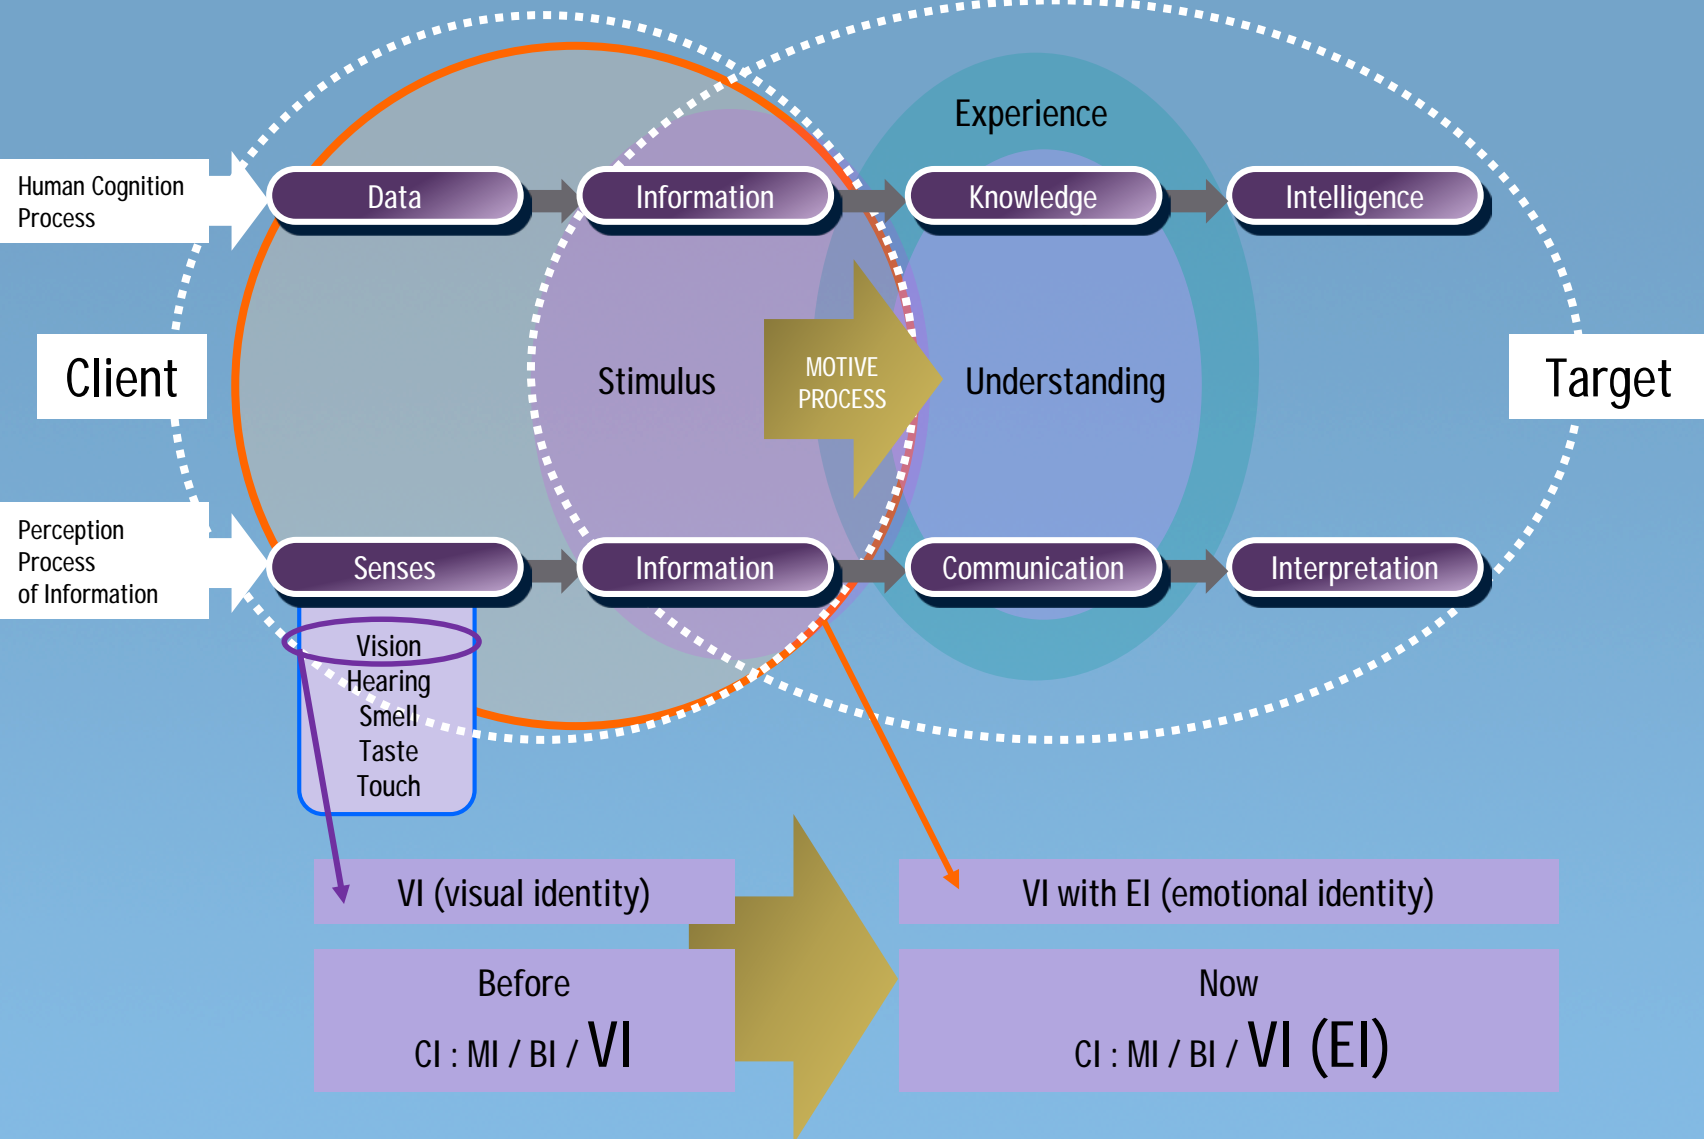 Experience
Human Cognition
Process
Data
Information
Knowledge
Intelligence
Client
Stimulus
MOTIVE
PROCESS
Understanding
Target
Perception
Process
of Information
Senses
Information
Communication
Interpretation
Vision
Hearing
Smell
Taste
Touch
VI (visual identity)
VI with EI (emotional identity)
Before
CI : MI / BI / VI
Now
CI : MI / BI / VI (EI)